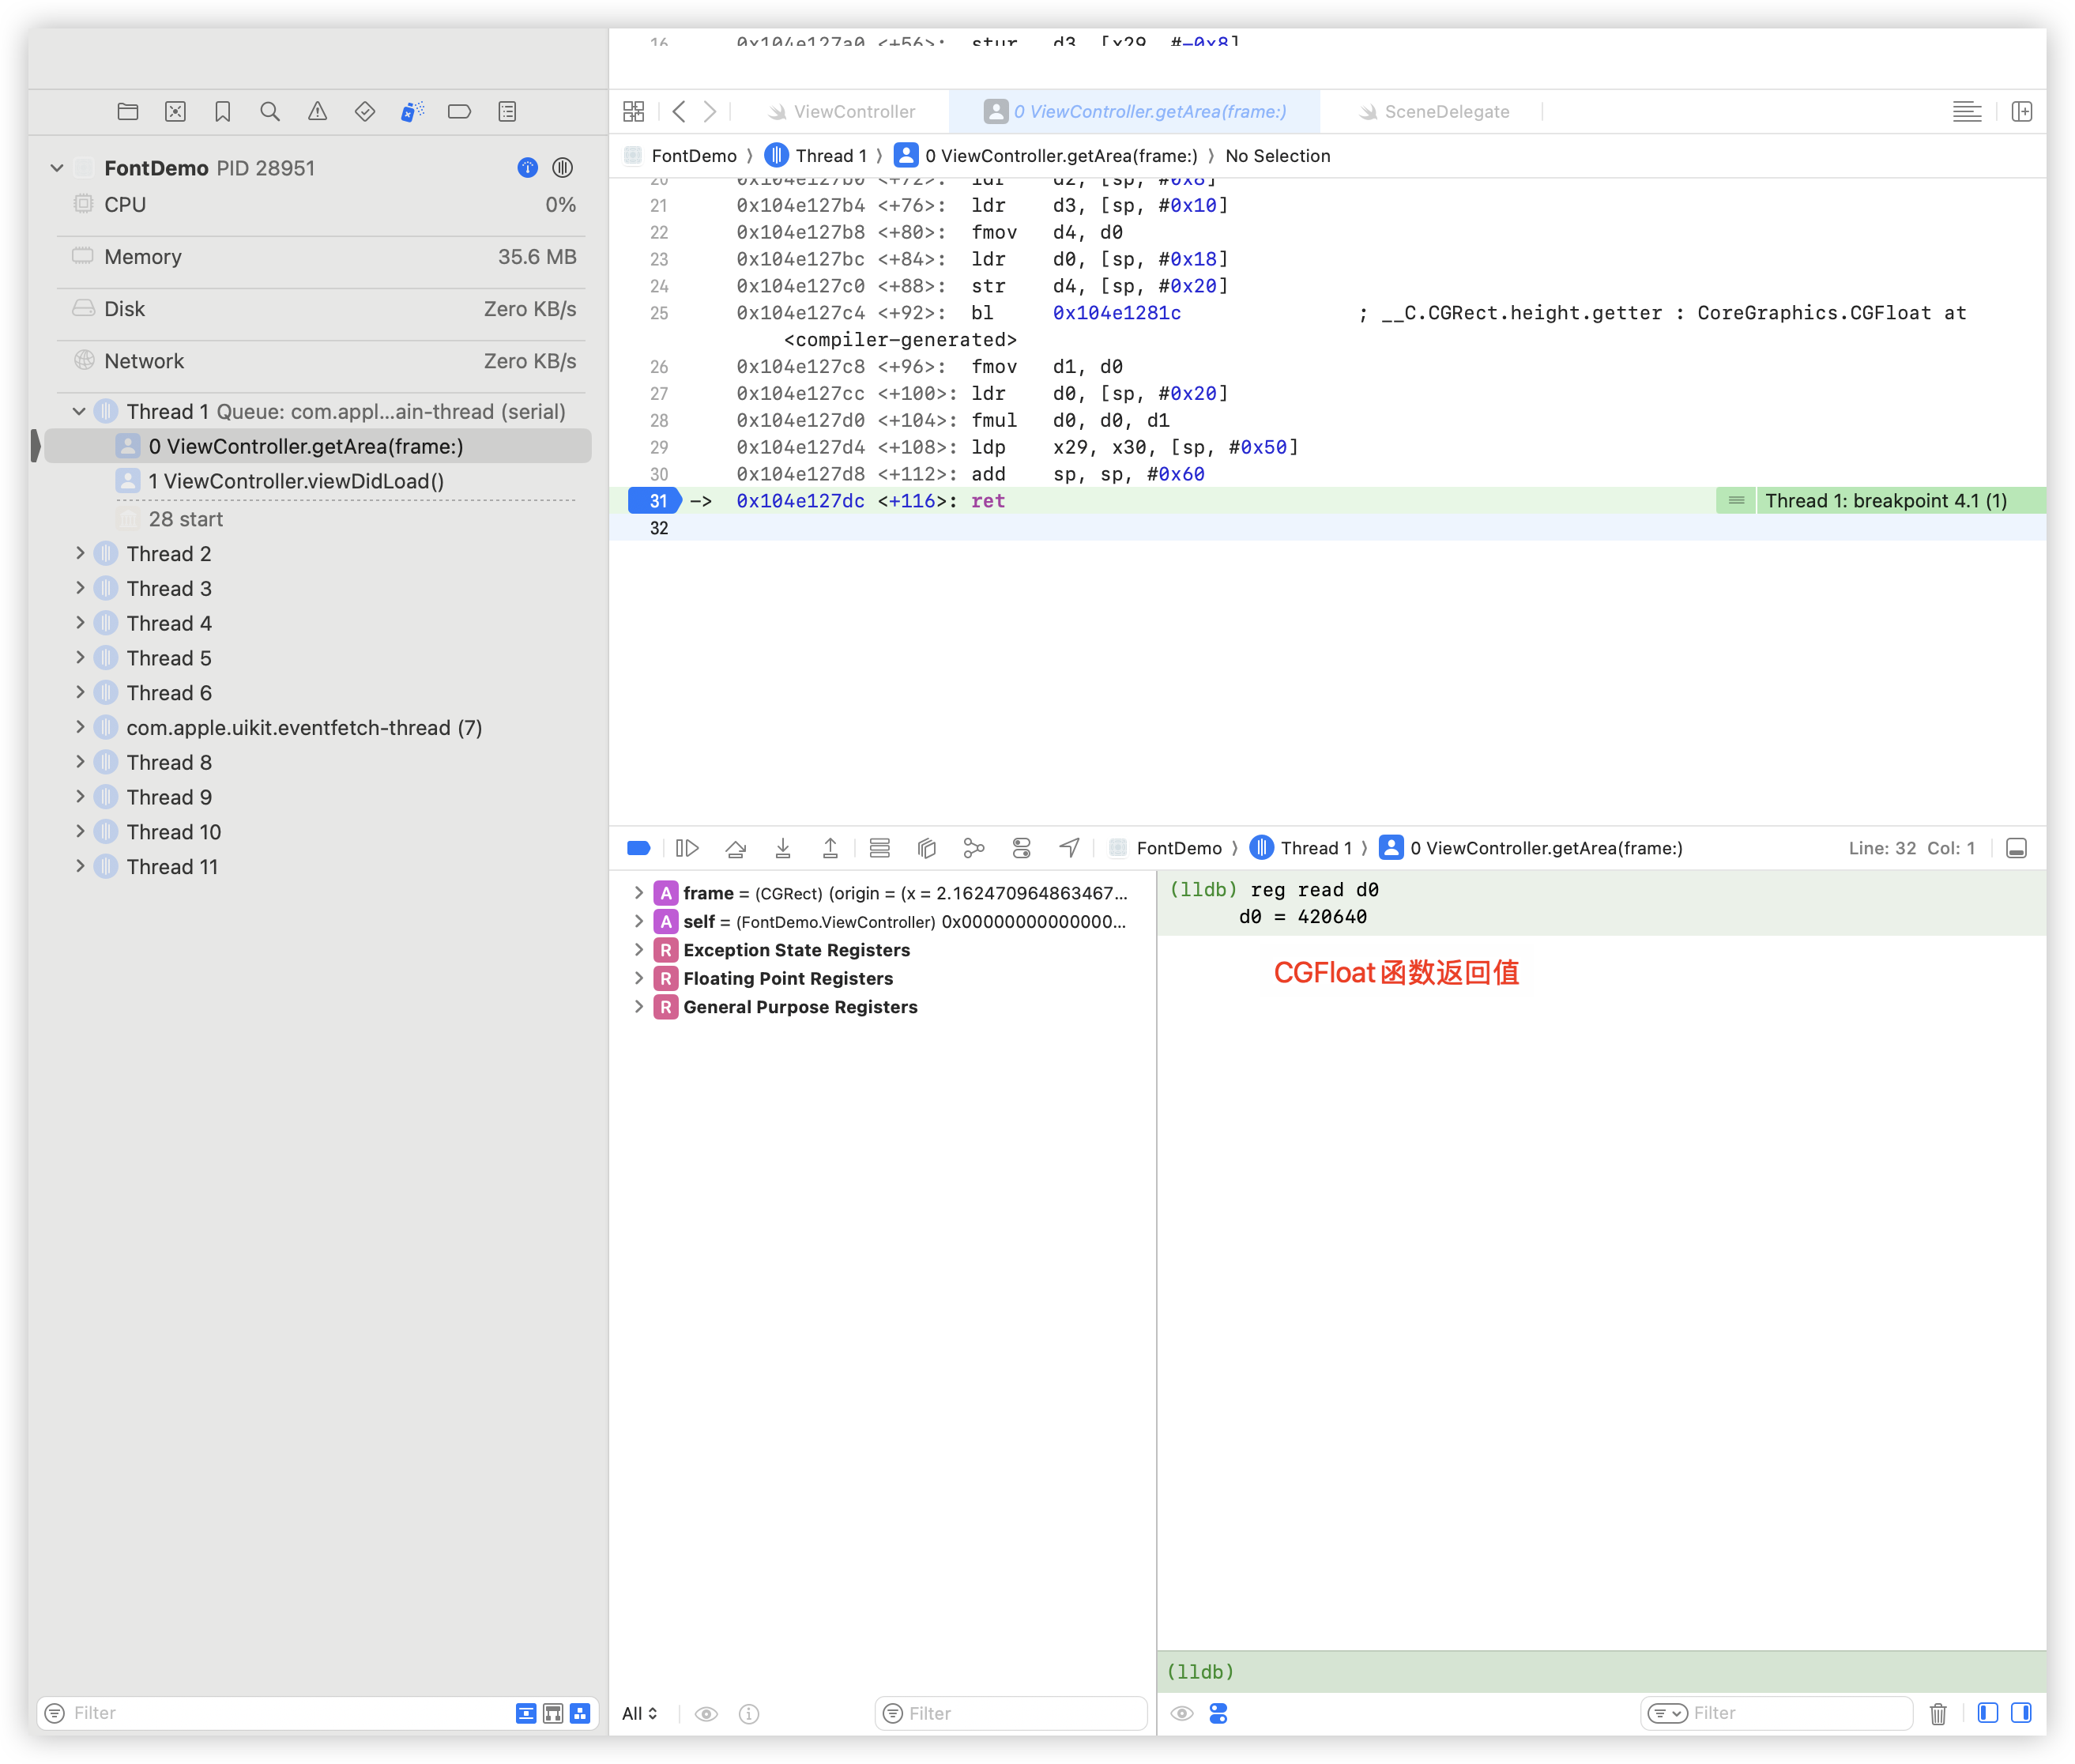 16 0x104e127a0 <+56>: stur d3, [x29, #-0x8]
ViewController
0 ViewController.getArea(frame:)
SceneDelegate
FontDemo PID 28951
FontDemo 〉 Thread 1 〉 0 ViewController.getArea(frame:) 〉 No Selection
CPU 0%
Memory 35.6 MB
Disk Zero KB/s
Network Zero KB/s
Thread 1 Queue: com.appl...ain-thread (serial)
0 ViewController.getArea(frame:)
1 ViewController.viewDidLoad()
28 start
Thread 2
Thread 3
Thread 4
Thread 5
Thread 6
com.apple.uikit.eventfetch-thread (7)
Thread 8
Thread 9
Thread 10
Thread 11
Filter
20 0x104e127b0 <+72>: ldr d2, [sp, #0x8]
21 0x104e127b4 <+76>: ldr d3, [sp, #0x10]
22 0x104e127b8 <+80>: fmov d4, d0
23 0x104e127bc <+84>: ldr d0, [sp, #0x18]
24 0x104e127c0 <+88>: str d4, [sp, #0x20]
25 0x104e127c4 <+92>: bl 0x104e1281c ; __C.CGRect.height.getter : CoreGraphics.CGFloat at
<compiler-generated>
26 0x104e127c8 <+96>: fmov d1, d0
27 0x104e127cc <+100>: ldr d0, [sp, #0x20]
28 0x104e127d0 <+104>: fmul d0, d0, d1
29 0x104e127d4 <+108>: ldp x29, x30, [sp, #0x50]
30 0x104e127d8 <+112>: add sp, sp, #0x60
31 -> 0x104e127dc <+116>: ret Thread 1: breakpoint 4.1 (1)
32
FontDemo 〉 Thread 1 〉 0 ViewController.getArea(frame:) Line: 32 Col: 1
A frame = (CGRect) (origin = (x = 2.162470964863467...
A self = (FontDemo.ViewController) 0x00000000000000...
R Exception State Registers
R Floating Point Registers
R General Purpose Registers
All
Filter
(lldb) reg read d0
d0 = 420640
CGFloat函数返回值
(lldb)
Filter